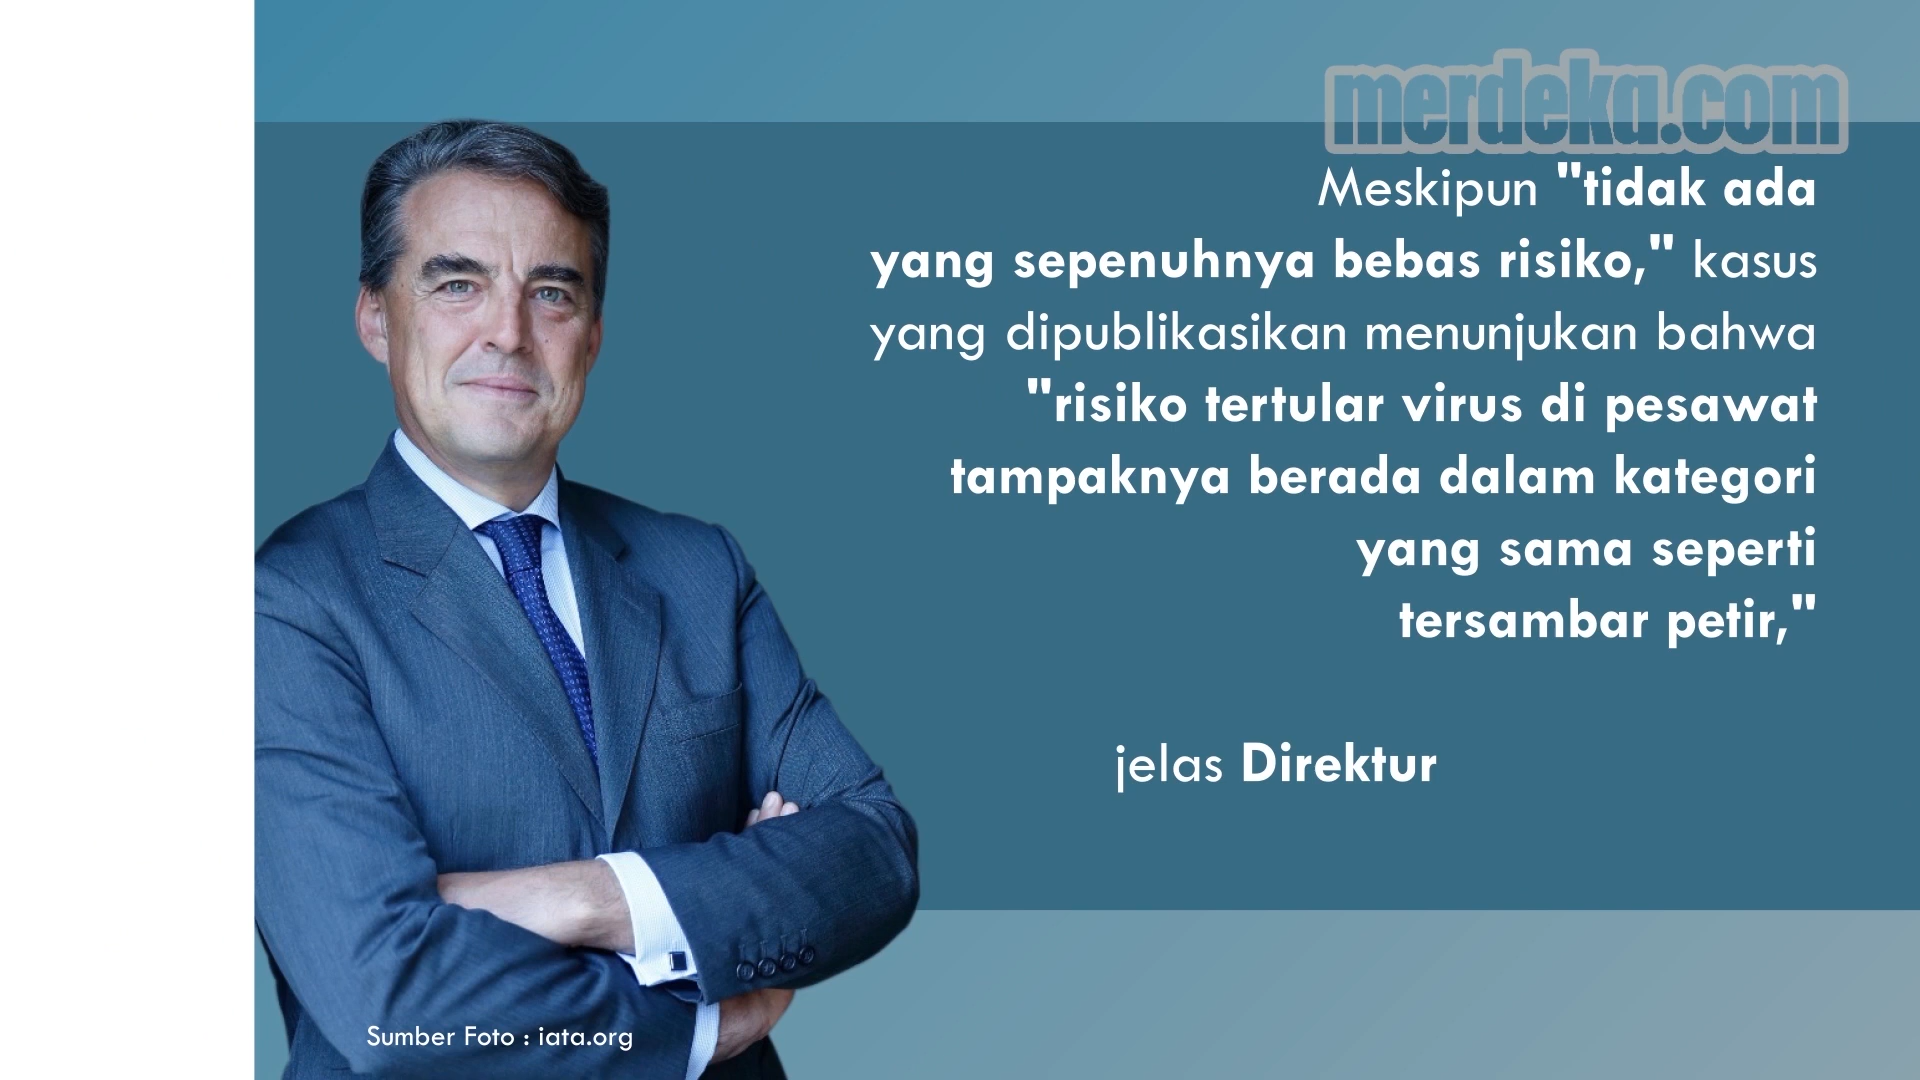 merdeka.com
Meskipun "tidak ada
yang sepenuhnya bebas risiko," kasus
yang dipublikasikan menunjukan bahwa
"risiko tertular virus di pesawat
tampaknya berada dalam kategori
yang sama seperti
tersambar petir,"
jelas Direktur
Sumber Foto : iata.org